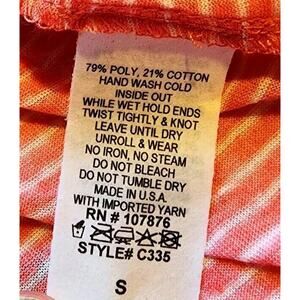 79% POLY, 21% COTTON
HAND WASH COLD
INSIDE OUT
WHILE WET HOLD ENDS
TWIST TIGHTLY & KNOT
LEAVE UNTIL DRY
UNROLL & WEAR
NO IRON, NO STEAM
DO NOT BLEACH
DO NOT TUMBLE DRY
MADE IN U.S.A.
WITH IMPORTED YARN
RN # 107876
STYLE# C335
S